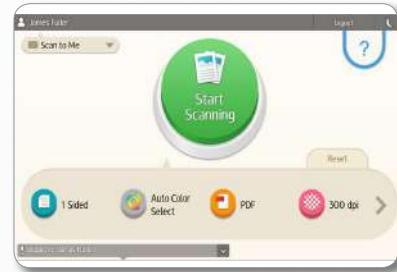 James Fuller
Logout
Scan to Me
?
Start
Scanning
Reset
1 Sided
Auto Color
Select
PDF
300 dpi